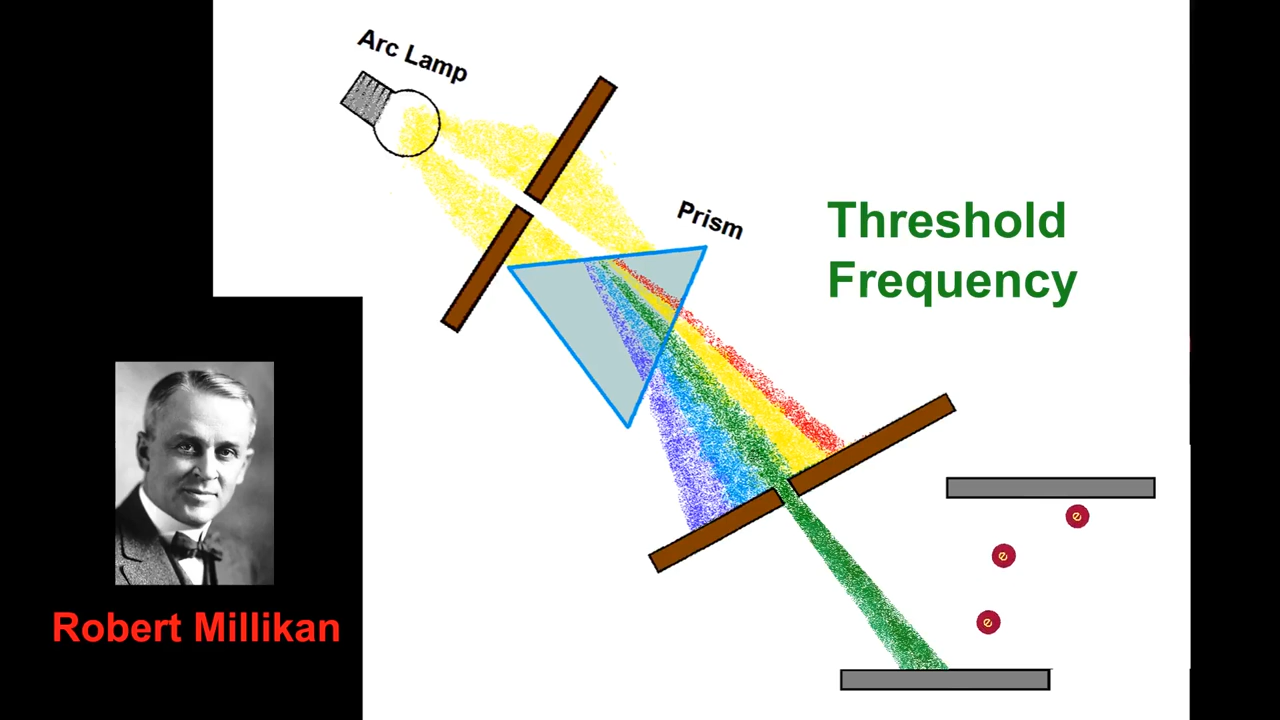 Arc Lamp
Prism
Threshold
Frequency
e
e
e
Robert Millikan